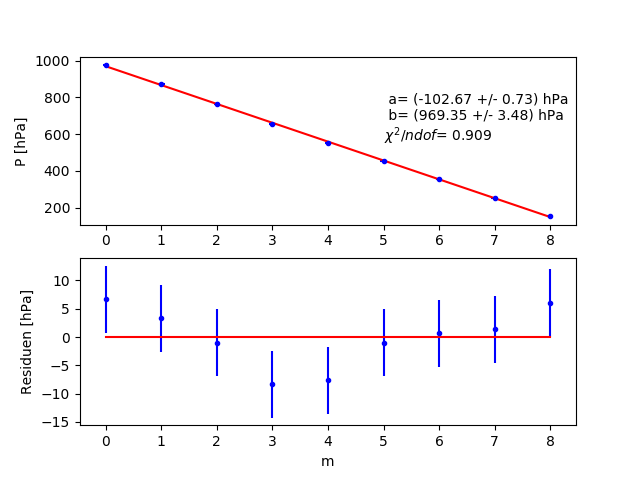 1000
800
600
400
200
P [hPa]
a= (-102.67 +/- 0.73) hPa
b= (969.35 +/- 3.48) hPa
χ²/ndof= 0.909
0 1 2 3 4 5 6 7 8
10
5
0
−5
−10
−15
Residuen [hPa]
0 1 2 3 4 5 6 7 8
m